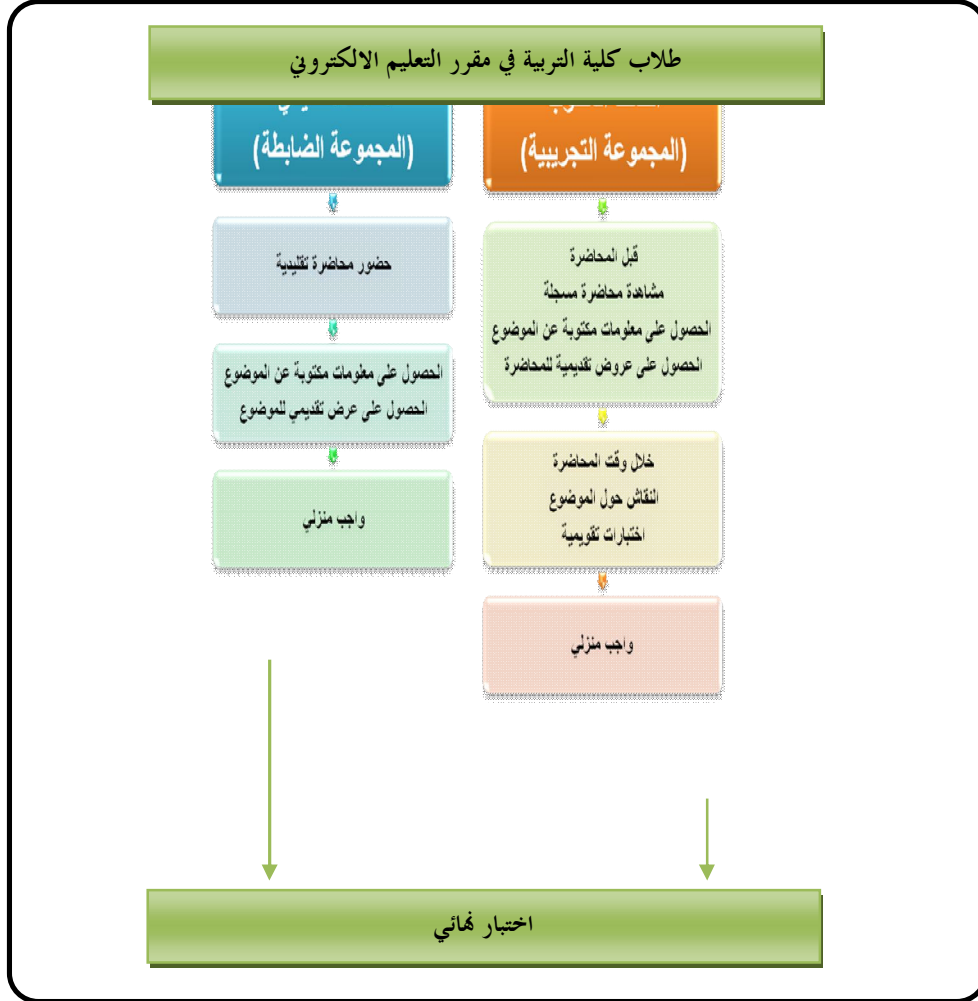 طلاب كلية التربية في مقرر التعليم الالكتروني
(المجموعة التجريبية)
قبل المحاضرة
مشاهدة محاضرة مسجلة
الحصول على معلومات مكتوبة عن الموضوع
الحصول على عروض تقديمية للمحاضرة
خلال وقت المحاضرة
النقاش حول الموضوع
اختبارات تقويمية
واجب منزلي
(المجموعة الضابطة)
حضور محاضرة تقليدية
الحصول على معلومات مكتوبة عن الموضوع
الحصول على عرض تقديمي للموضوع
واجب منزلي
اختبار نهائي